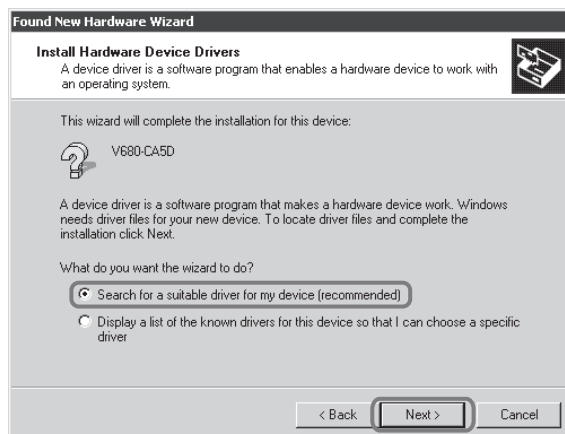 Found New Hardware Wizard
Install Hardware Device Drivers
A device driver is a software program that enables a hardware device to work with
an operating system.
This wizard will complete the installation for this device:
V680-CA5D
A device driver is a software program that makes a hardware device work. Windows
needs driver files for your new device. To locate driver files and complete the
installation click Next.
What do you want the wizard to do?
Search for a suitable driver for my device (recommended)
Display a list of the known drivers for this device so that I can choose a specific
driver
< Back Next > Cancel